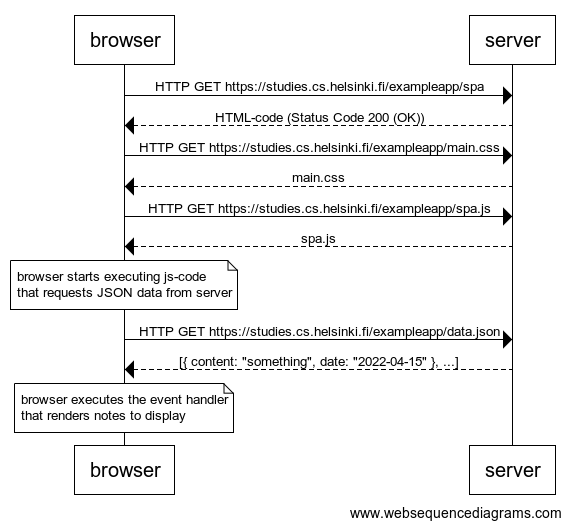 browser
server
HTTP GET https://studies.cs.helsinki.fi/exampleapp/spa
HTML-code (Status Code 200 (OK))
HTTP GET https://studies.cs.helsinki.fi/exampleapp/main.css
main.css
HTTP GET https://studies.cs.helsinki.fi/exampleapp/spa.js
spa.js
browser starts executing js-code
that requests JSON data from server
HTTP GET https://studies.cs.helsinki.fi/exampleapp/data.json
[{ content: "something", date: "2022-04-15" }, ...]
browser executes the event handler
that renders notes to display
browser
server
www.websequencediagrams.com